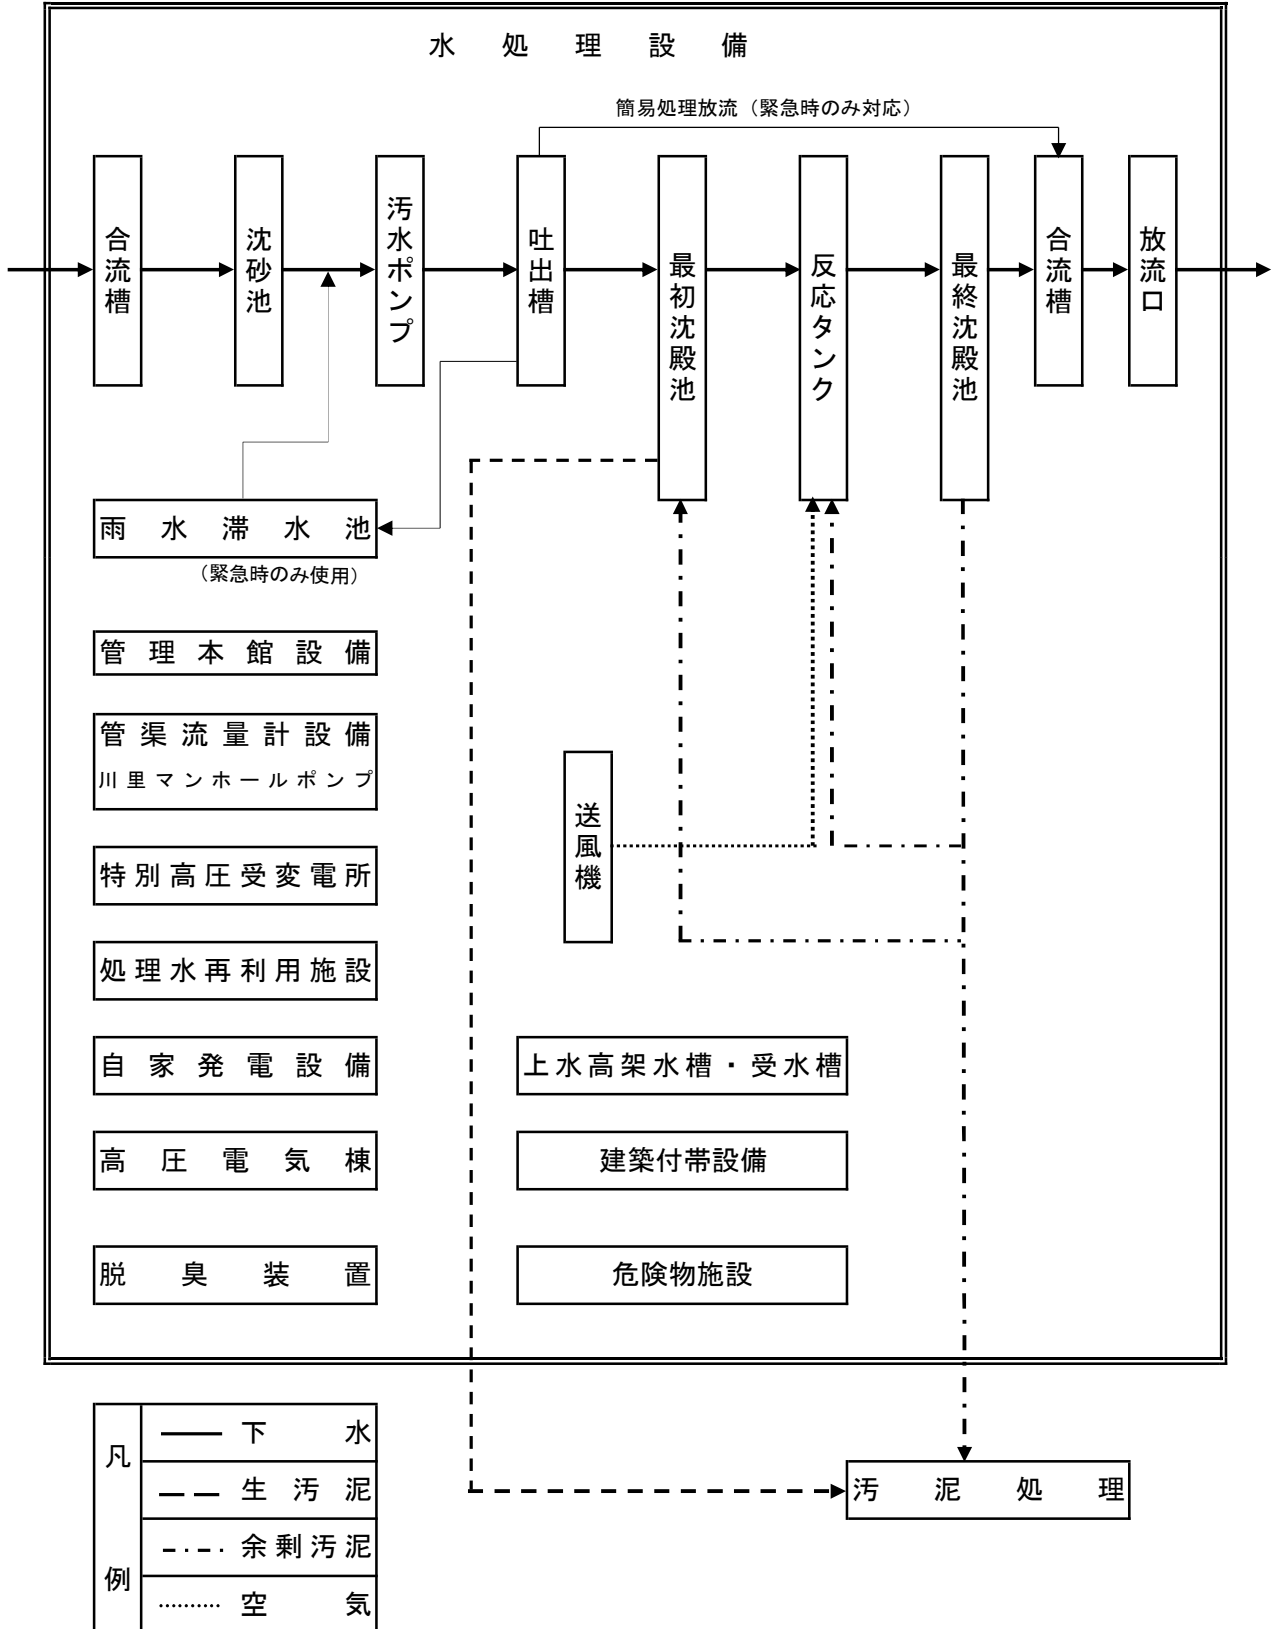 水処理設備
簡易処理放流（緊急時のみ対応）
合流槽
沈砂池
汚水ポンプ
吐出槽
最初沈殿池
反応タンク
最終沈殿池
合流槽
放流口
雨水滞水池
（緊急時のみ使用）
管理本館設備
管渠流量計設備
川里マンホールポンプ
送風機
特別高圧受変電所
処理水再利用施設
自家発電設備
上水高架水槽・受水槽
高圧電気棟
建築付帯設備
脱臭装置
危険物施設
凡例
下水
生汚泥
余剰汚泥
空気
汚泥処理